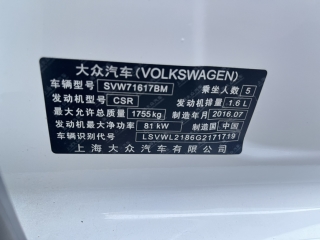 大众汽车(VOLKSWAGEN)
车辆型号 SVW71617BM 乘坐人数 5
发动机型号 CSR 发动机排量 1.6 L
最大允许总质量 1755kg 制造年月 2016.07
发动机最大净功率 81 kW 制造国 中国
车辆识别代号 LSVWL2186G2171719
上海大众汽车有限公司